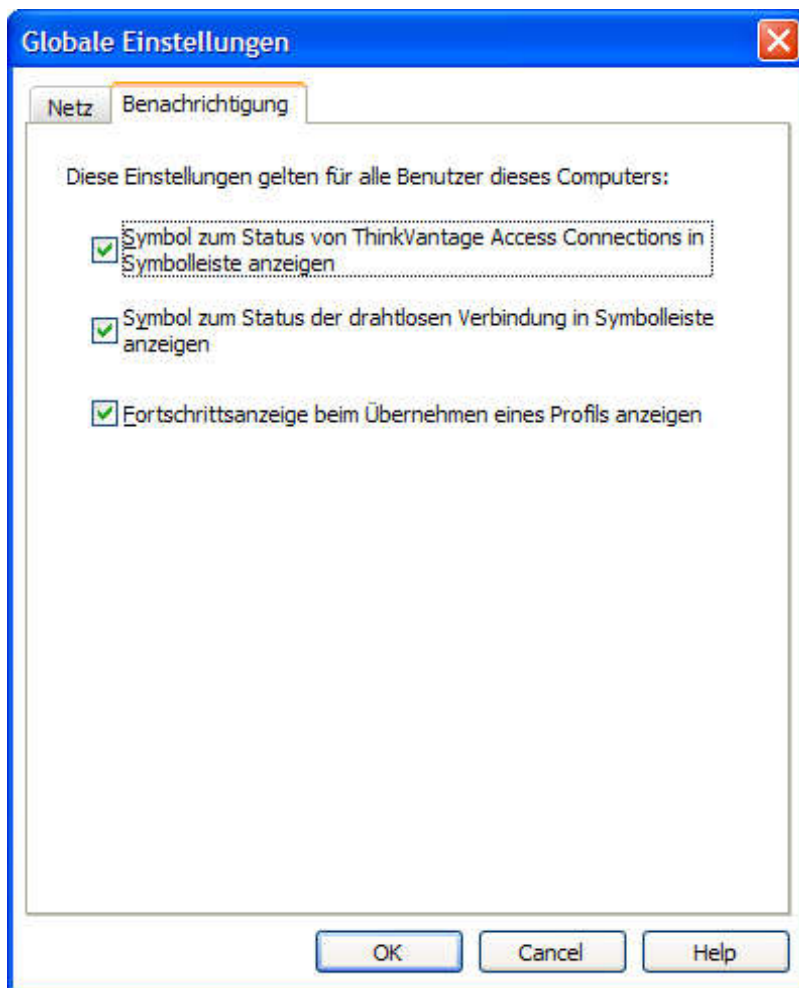 Globale Einstellungen
Netz
Benachrichtigung
Diese Einstellungen gelten für alle Benutzer dieses Computers:
Symbol zum Status von ThinkVantage Access Connections in
Symbolleiste anzeigen
Symbol zum Status der drahtlosen Verbindung in Symbolleiste
anzeigen
Fortschrittsanzeige beim Übernehmen eines Profils anzeigen
OK
Cancel
Help